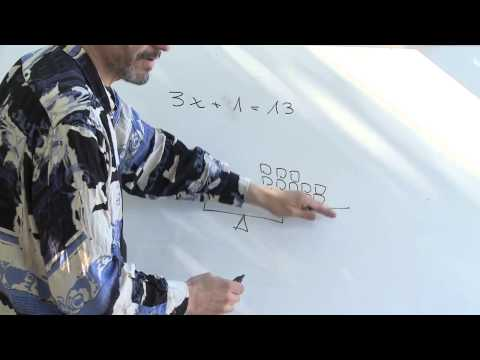 3x + 1 = 13